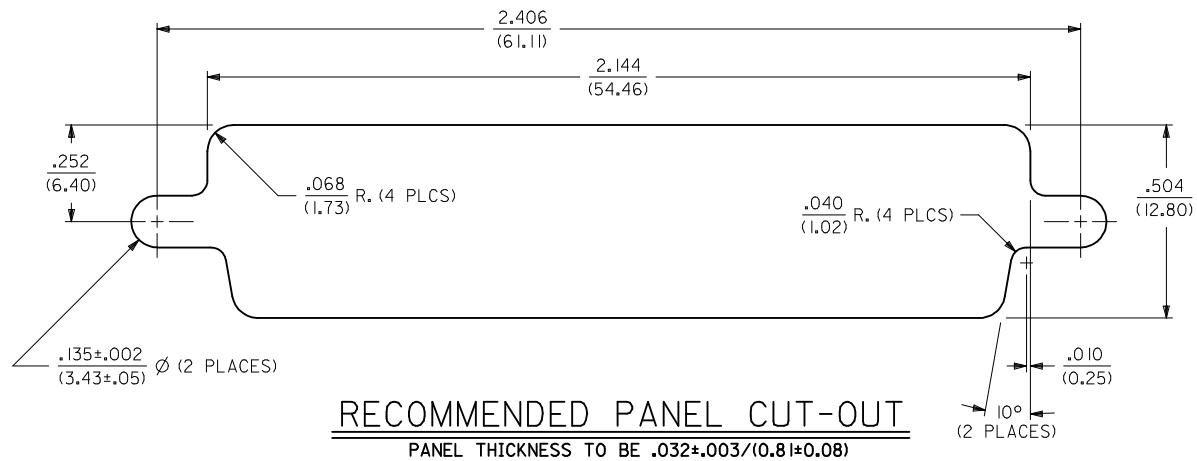 2.406
(61.11)
2.144
(54.46)
.252
(6.40)
.068
(1.73) R. (4 PLCS)
.040
(1.02) R. (4 PLCS)
.504
(12.80)
.135±.002
(3.43±.05) Ø (2 PLACES)
.010
(0.25)
10°
(2 PLACES)
RECOMMENDED PANEL CUT-OUT
PANEL THICKNESS TO BE .032±.003/(0.81±0.08)